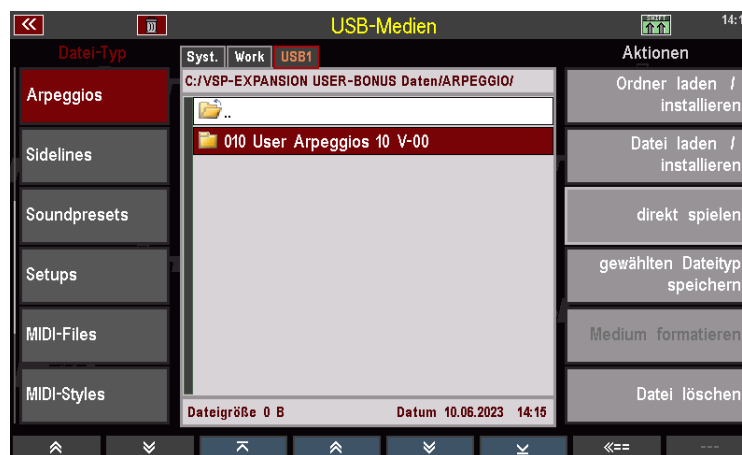 USB-Medien
SHIFT
14:1
Datei-Typ
Arpeggios
Sidelines
Soundpresets
Setups
MIDI-Files
MIDI-Styles
Syst. Work USB1
C:/VSP-EXPANSION USER-BONUS Daten/ARPEGGIO/
..
010 User Arpeggios 10 V-00
Dateigröße 0 B Datum 10.06.2023 14:15
Aktionen
Ordner laden /
installieren
Datei laden /
installieren
direkt spielen
gewählten Dateityp
speichern
Medium formatieren
Datei löschen
«==
---